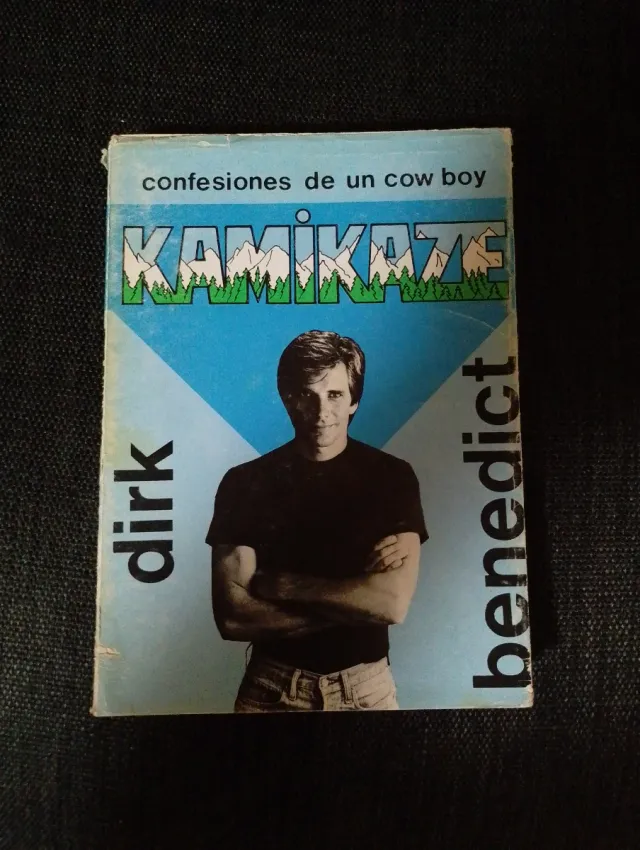 confesiones de un cow boy
KAMiKAZE
dirk
benedict